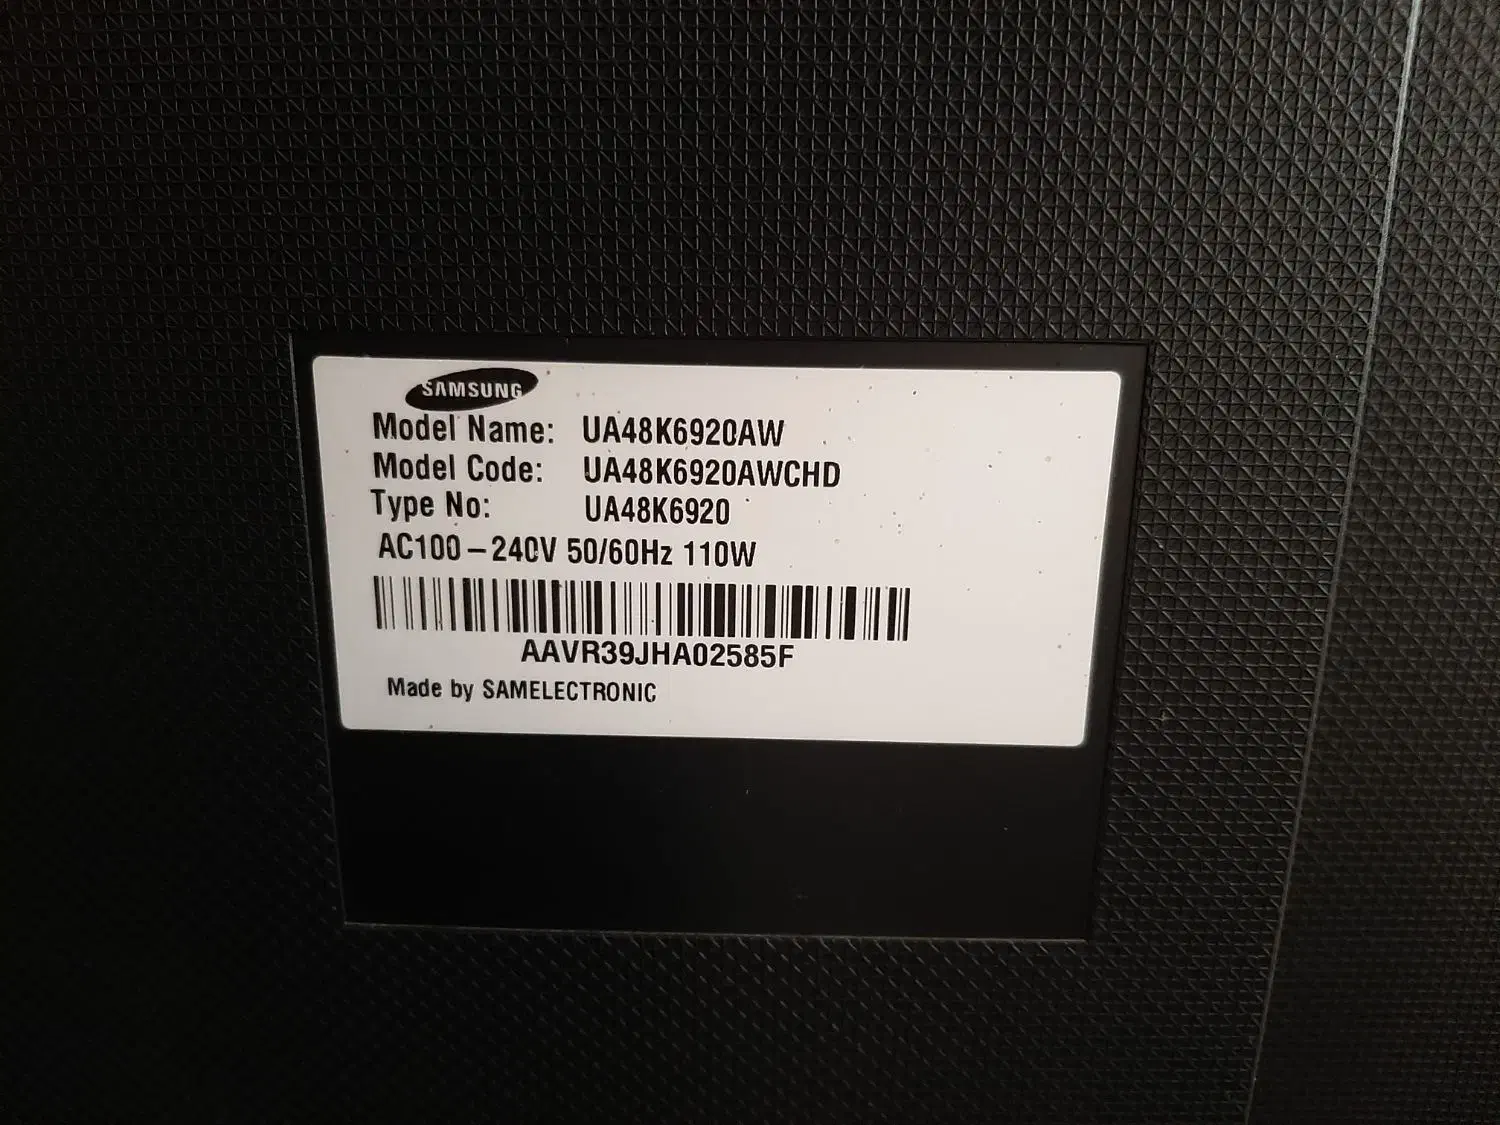 SAMSUNG
Model Name: UA48K6920AW
Model Code: UA48K6920AWCHD
Type No: UA48K6920
AC100–240V 50/60Hz 110W
AAVR39JHA02585F
Made by SAMELECTRONIC